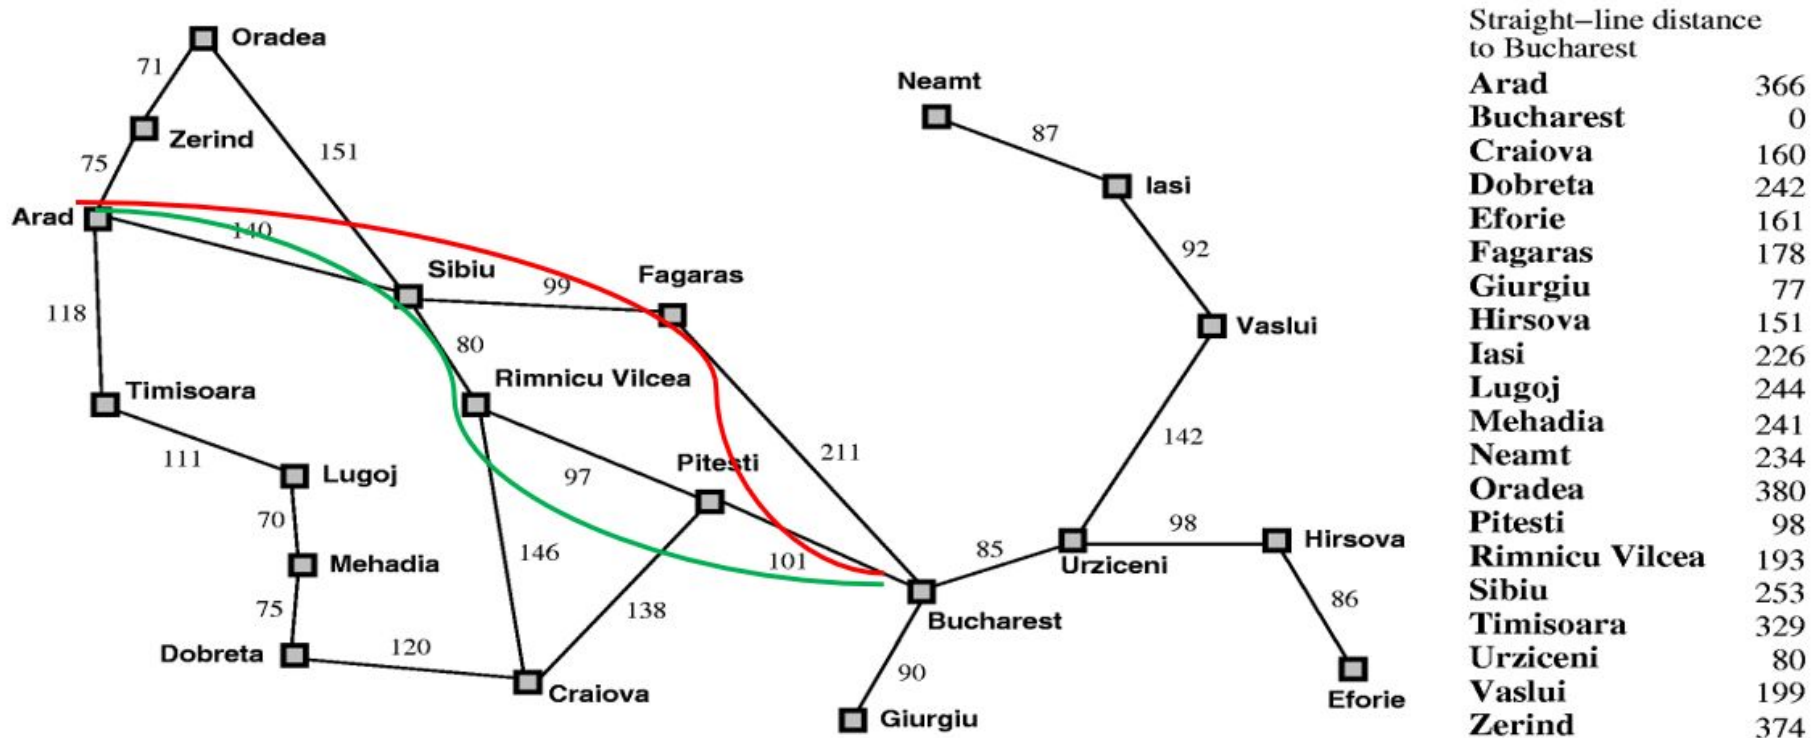 Oradea
71
Zerind
75
151
Arad
140
Sibiu
99
Fagaras
118
80
Rimnicu Vilcea
Timisoara
111
Lugoj
70
Mehadia
75
Dobreta
120
Craiova
146
97
Pitesti
211
101
138
Bucharest
90
Giurgiu
85
Urziceni
98
Hirsova
86
Eforie
142
Vaslui
92
Iasi
87
Neamt
Straight–line distance
to Bucharest
Arad 366
Bucharest 0
Craiova 160
Dobreta 242
Eforie 161
Fagaras 178
Giurgiu 77
Hirsova 151
Iasi 226
Lugoj 244
Mehadia 241
Neamt 234
Oradea 380
Pitesti 98
Rimnicu Vilcea 193
Sibiu 253
Timisoara 329
Urziceni 80
Vaslui 199
Zerind 374